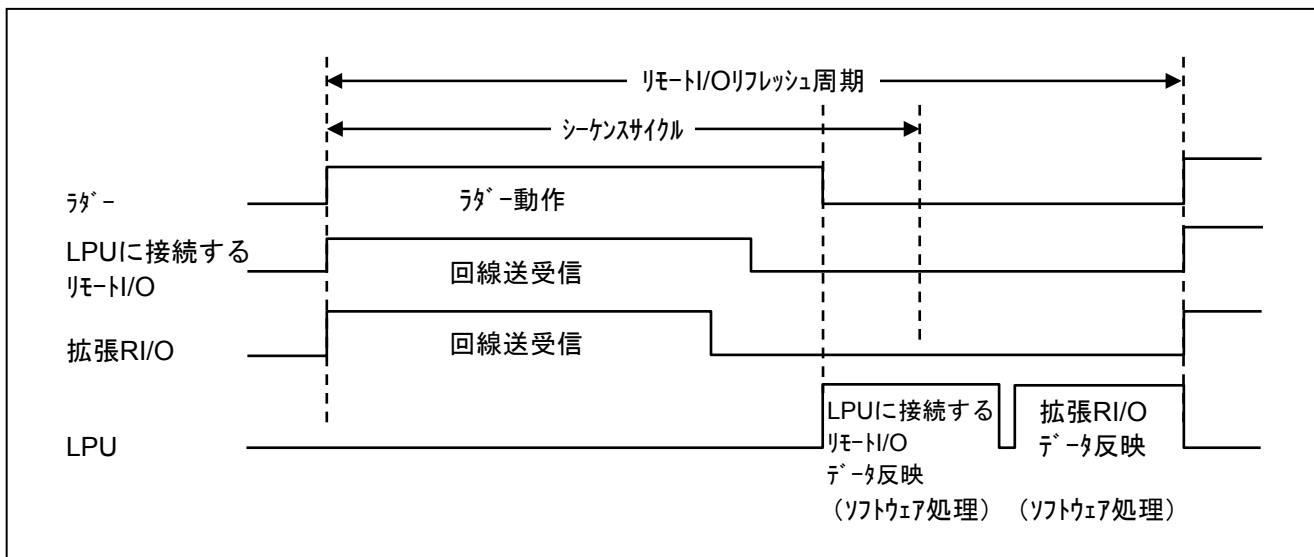 ﾘﾓｰﾄI/Oﾘﾌﾚｯｼｭ周期
ｼｰｹﾝｽｻｲｸﾙ
ﾗﾀﾞｰ
ﾗﾀﾞｰ動作
LPUに接続する
ﾘﾓｰﾄI/O
回線送受信
拡張RI/O
回線送受信
LPU
LPUに接続する
ﾘﾓｰﾄI/O
ﾃﾞｰﾀ反映
（ｿﾌﾄｳｪｱ処理）
拡張RI/O
ﾃﾞｰﾀ反映
（ｿﾌﾄｳｪｱ処理）